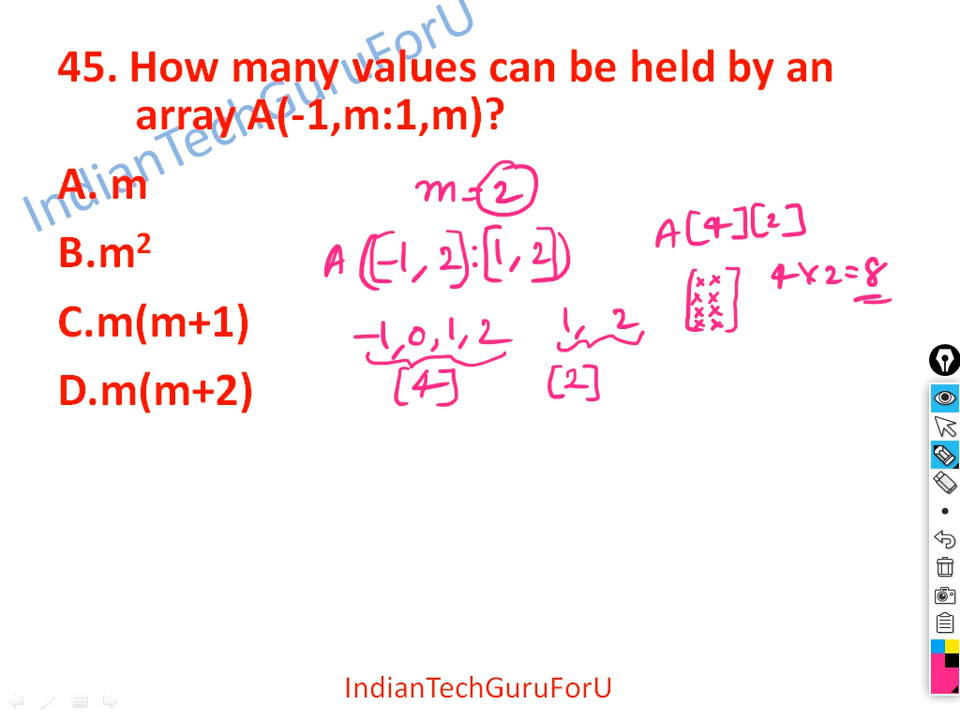 45. How many values can be held by an
array A(-1,m:1,m)?
IndianTechGuruForU
A. m
B.m²
C.m(m+1)
D.m(m+2)
m = 2
A ([-1, 2]:[1, 2])
-1, 0, 1, 2
[4]
1, 2,
[2]
A[4][2]
x x
x x
x x
x x
4 x 2 = 8
IndianTechGuruForU